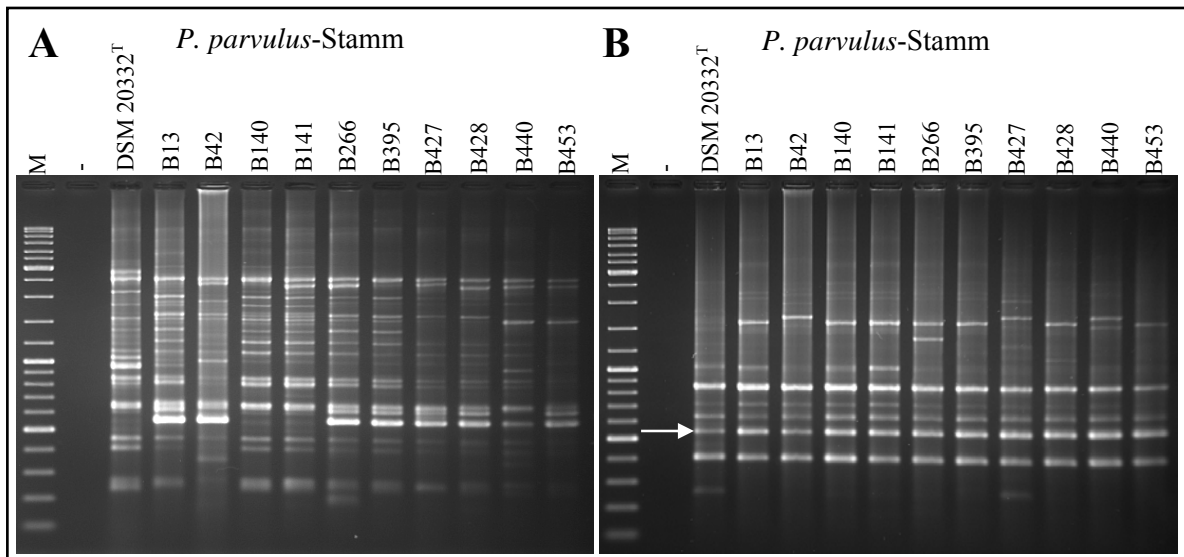 A P. parvulus-Stamm
M - DSM 20332T B13 B42 B140 B141 B266 B395 B427 B428 B440 B453
B P. parvulus-Stamm
M - DSM 20332T B13 B42 B140 B141 B266 B395 B427 B428 B440 B453